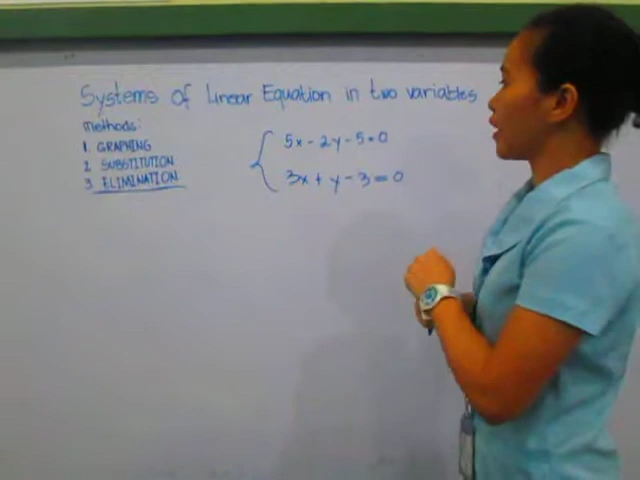 Systems of Linear Equation in two variables
methods:
1. GRAPHING
2. SUBSTITUTION
3. ELIMINATION
5x - 2y - 5 = 0
3x + y - 3 = 0